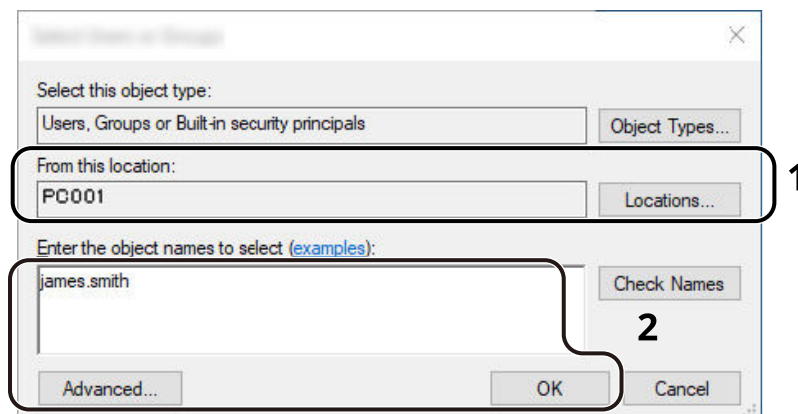 Select this object type:
Users, Groups or Built-in security principals
Object Types...
From this location:
PC001
Locations...
1
Enter the object names to select (examples):
james.smith
Check Names
2
Advanced...
OK
Cancel